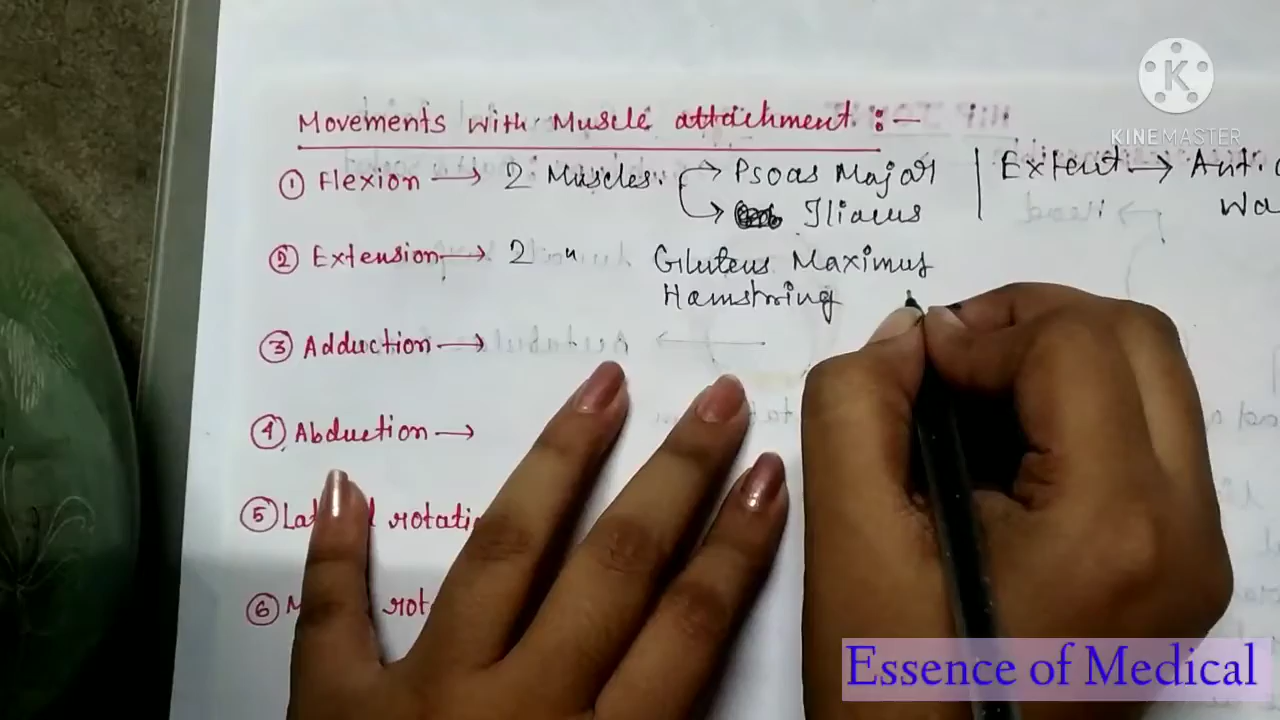 Movements with Muscle attachment :-
① Flexion → 2 Muscles. → Psoas Major | Extent → Ant.
→ Iliacus Wa
② Extension → 2 " Gluteus Maximus
Hamstring
③ Adduction →
④ Abduction →
⑤ rotati
⑥ rot
KINEMASTER
Essence of Medical